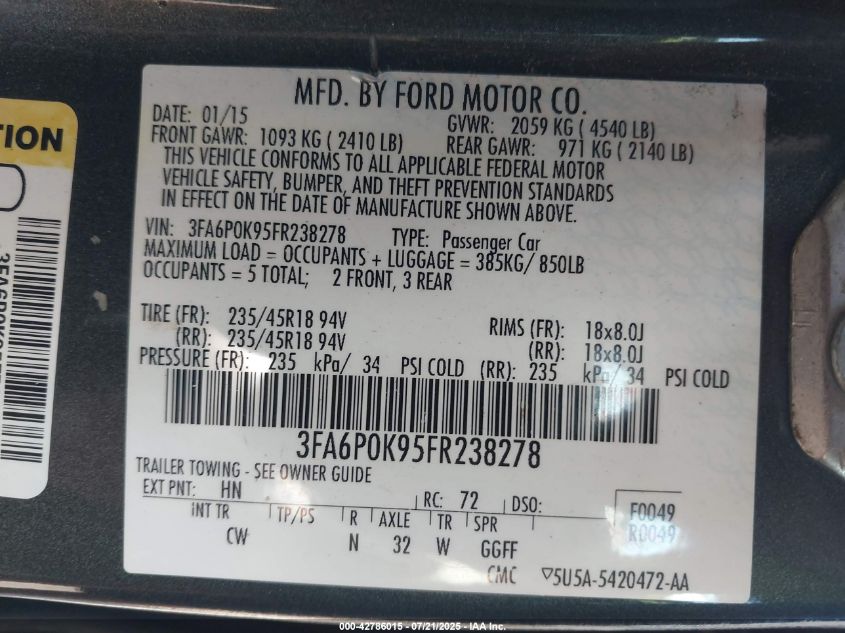 MFD. BY FORD MOTOR CO.
DATE: 01/15
GVWR: 2059 KG ( 4540 LB)
FRONT GAWR: 1093 KG ( 2410 LB)
REAR GAWR: 971 KG ( 2140 LB)
THIS VEHICLE CONFORMS TO ALL APPLICABLE FEDERAL MOTOR
VEHICLE SAFETY, BUMPER, AND THEFT PREVENTION STANDARDS
IN EFFECT ON THE DATE OF MANUFACTURE SHOWN ABOVE.
VIN: 3FA6P0K95FR238278 TYPE: Passenger Car
MAXIMUM LOAD = OCCUPANTS + LUGGAGE = 385KG/ 850LB
OCCUPANTS = 5 TOTAL; 2 FRONT, 3 REAR
TIRE (FR): 235/45R18 94V RIMS (FR): 18x8.0J
(RR): 235/45R18 94V (RR): 18x8.0J
PRESSURE (FR): 235 kPa/ 34 PSI COLD (RR): 235 kPa/ 34 PSI COLD
3FA6P0K95FR238278
TRAILER TOWING - SEE OWNER GUIDE
EXT PNT: HN RC: 72 DSO: F0049
INT TR TP/PS R AXLE TR SPR R0049
CW N 32 W GGFF
CMC ▽5U5A-5420472-AA
TION
000-42786015 - 07/21/2025 - IAA Inc.